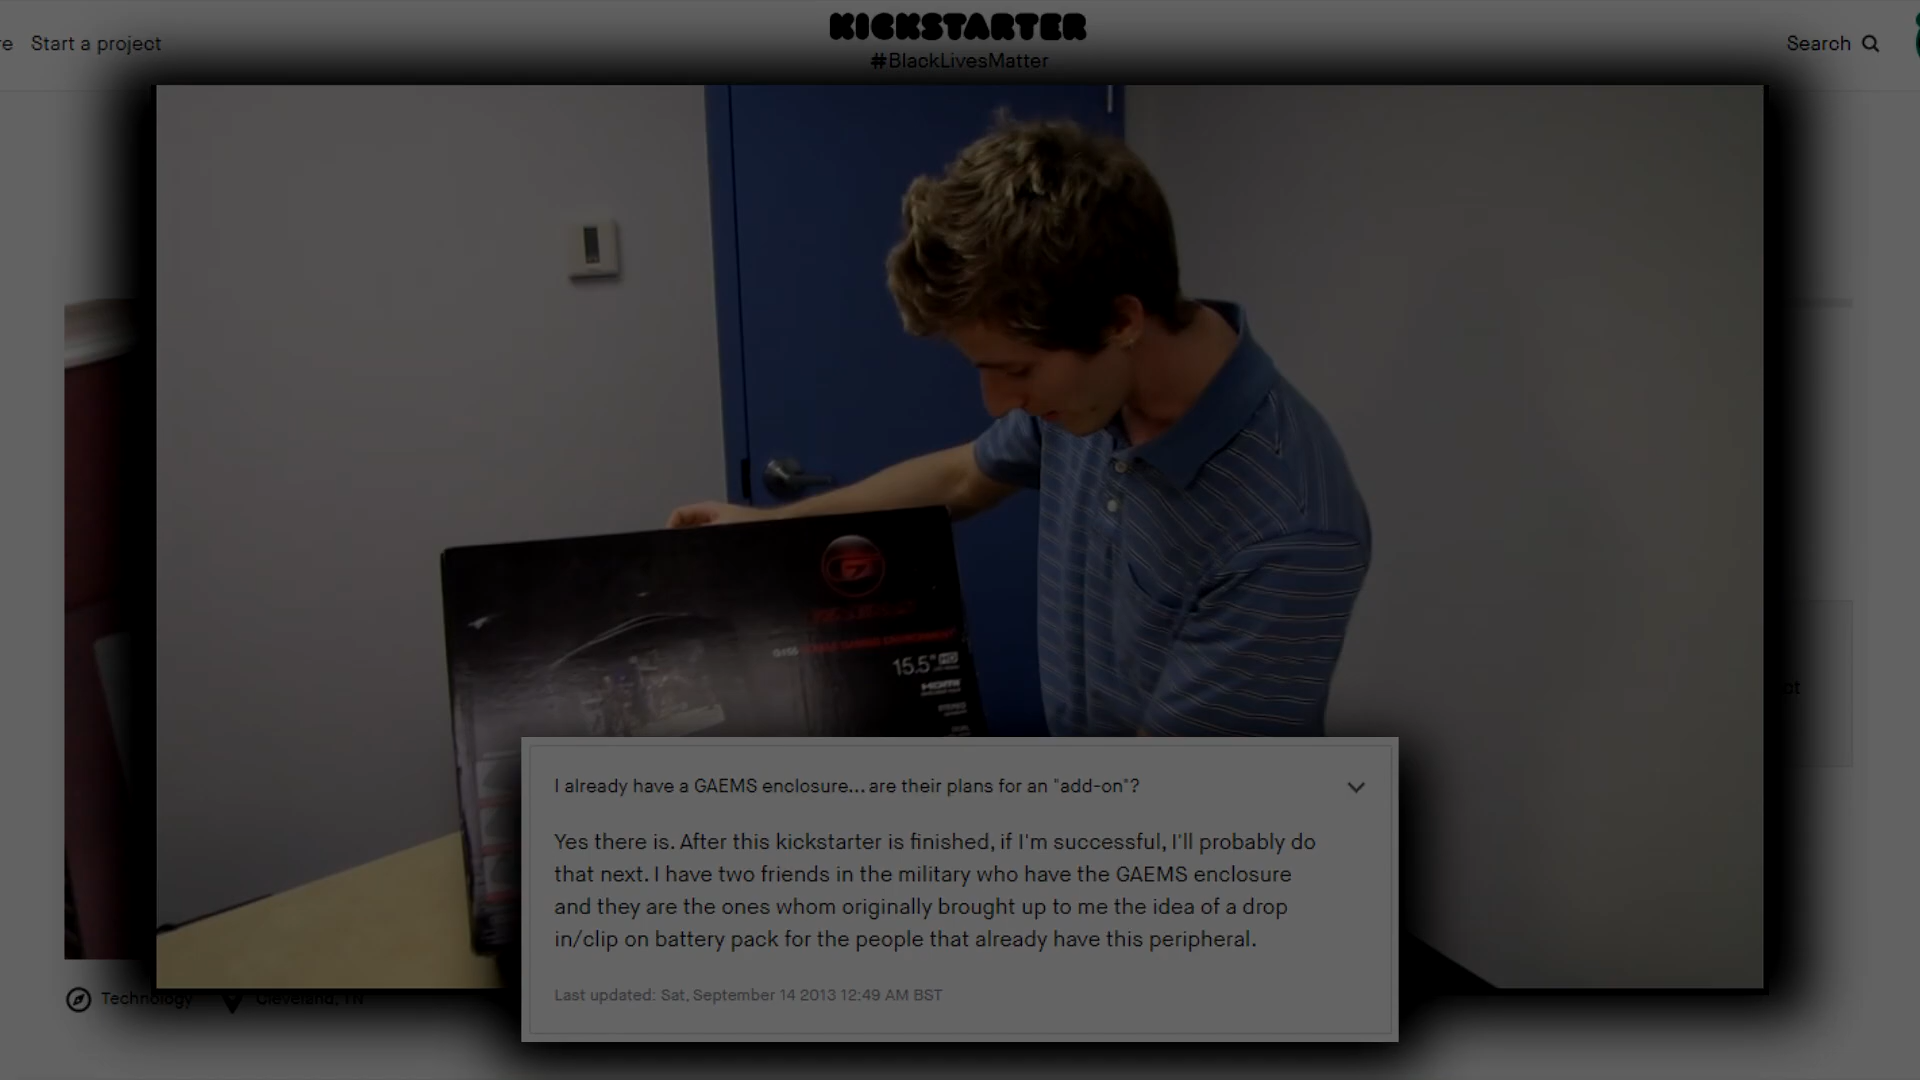 re Start a project
KICKSTARTER
#BlackLivesMatter
Search
15.5" HD
HDMI
I already have a GAEMS enclosure... are their plans for an "add-on"?
Yes there is. After this kickstarter is finished, if I'm successful, I'll probably do
that next. I have two friends in the military who have the GAEMS enclosure
and they are the ones whom originally brought up to me the idea of a drop
in/clip on battery pack for the people that already have this peripheral.
Last updated: Sat, September 14 2013 12:49 AM BST
Technology
Cleveland, TN